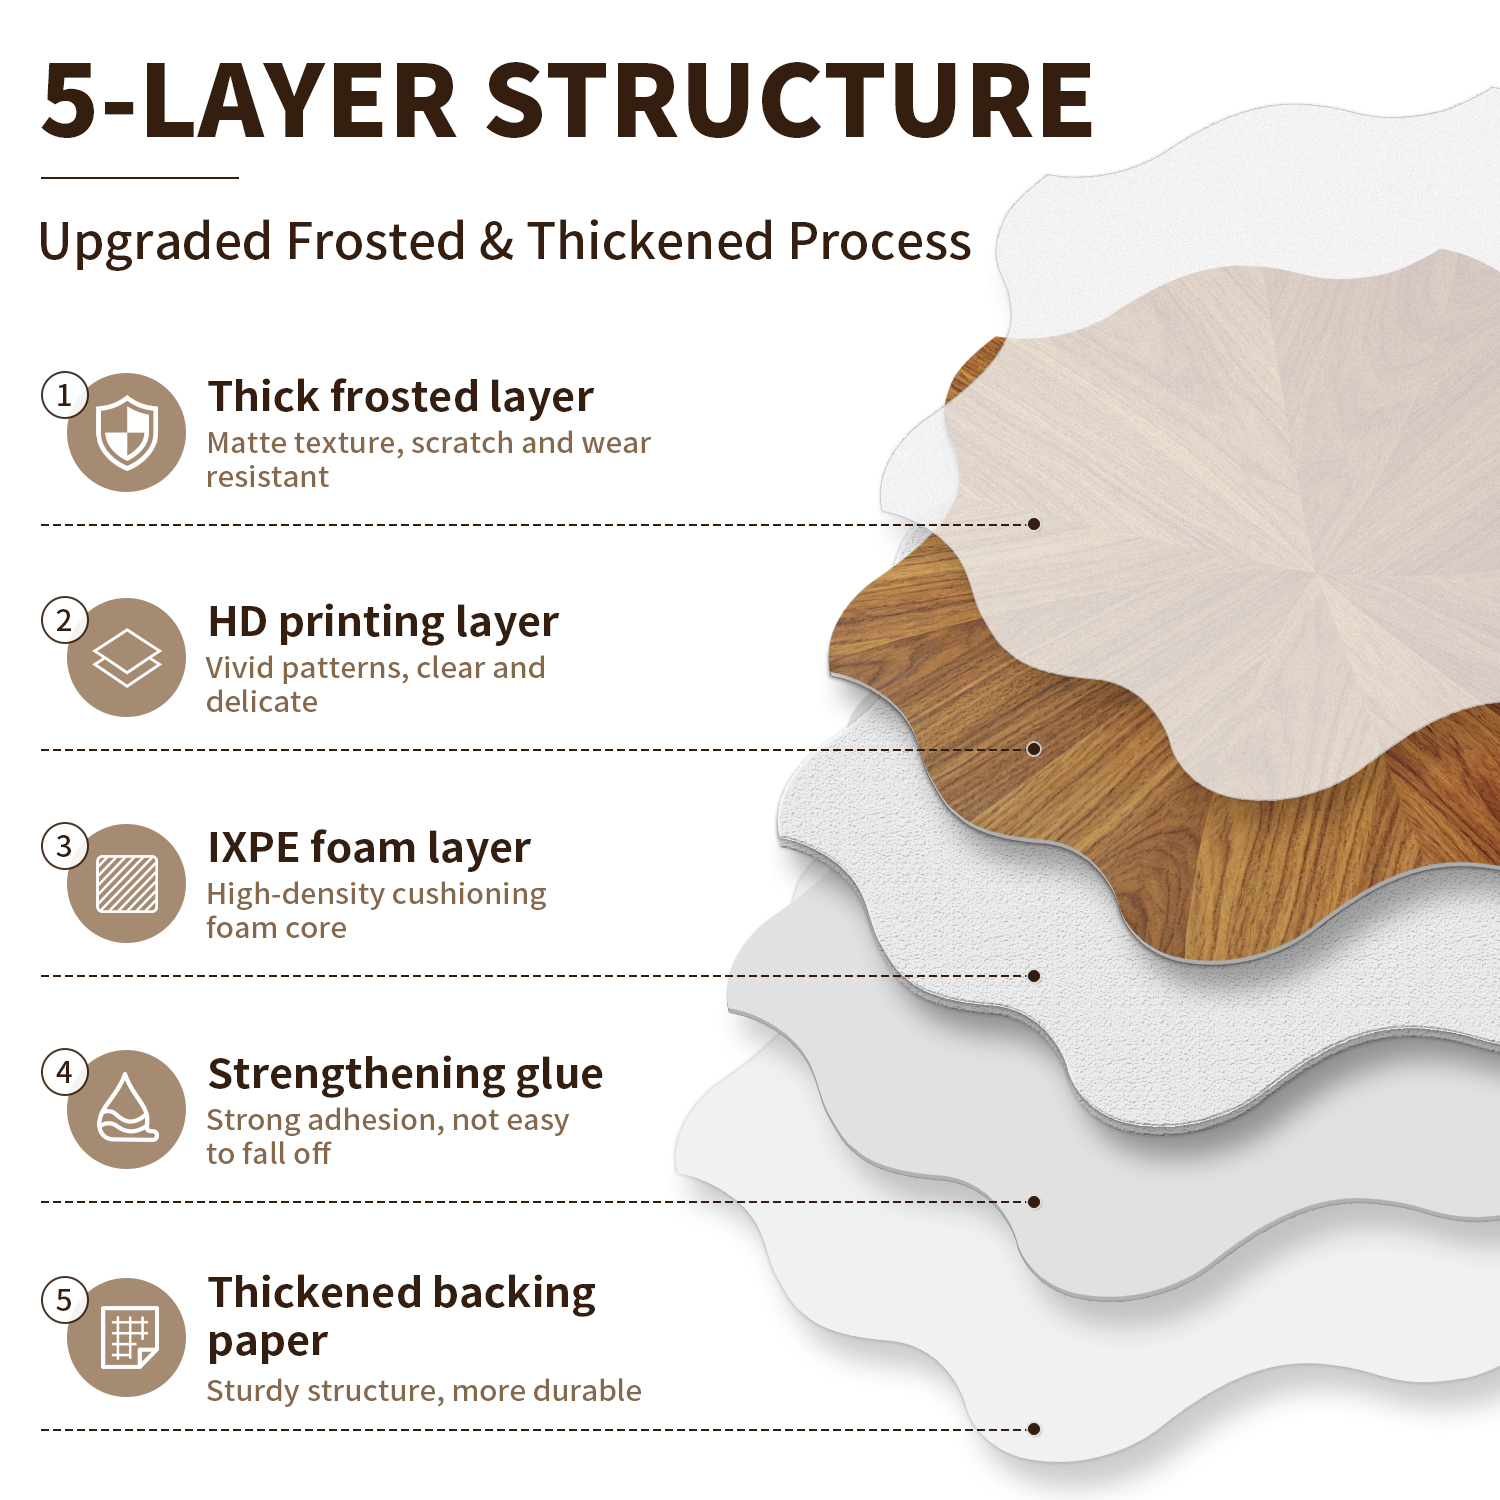 5-LAYER STRUCTURE
Upgraded Frosted & Thickened Process
1
Thick frosted layer
Matte texture, scratch and wear
resistant
2
HD printing layer
Vivid patterns, clear and
delicate
3
IXPE foam layer
High-density cushioning
foam core
4
Strengthening glue
Strong adhesion, not easy
to fall off
5
Thickened backing
paper
Sturdy structure, more durable